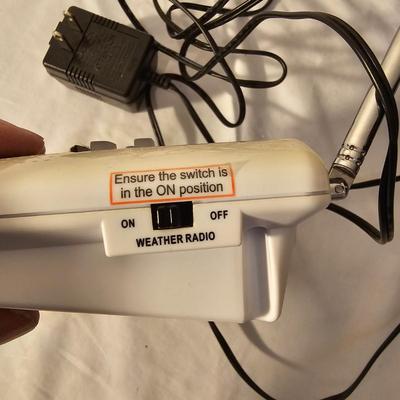 Ensure the switch is
in the ON position
ON OFF
WEATHER RADIO